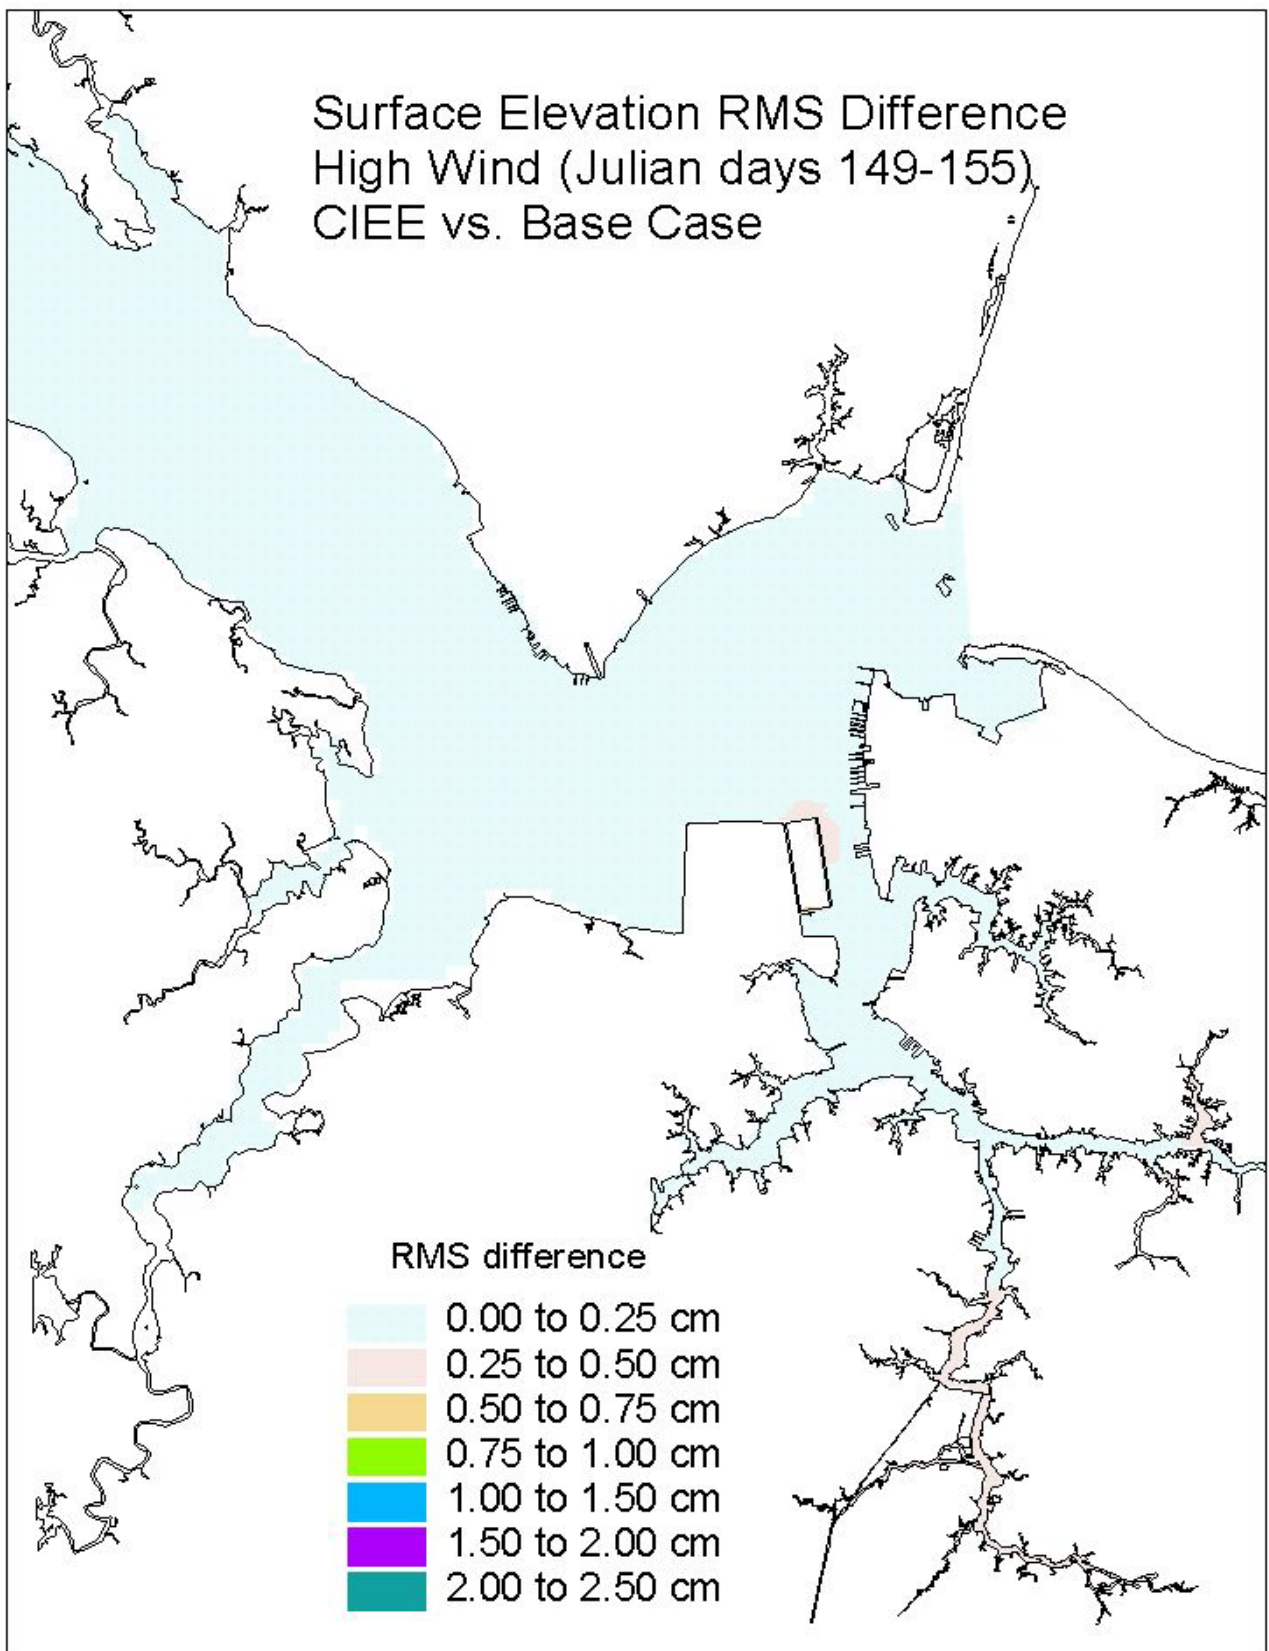 Surface Elevation RMS Difference
High Wind (Julian days 149-155)
CIEE vs. Base Case
RMS difference
0.00 to 0.25 cm
0.25 to 0.50 cm
0.50 to 0.75 cm
0.75 to 1.00 cm
1.00 to 1.50 cm
1.50 to 2.00 cm
2.00 to 2.50 cm